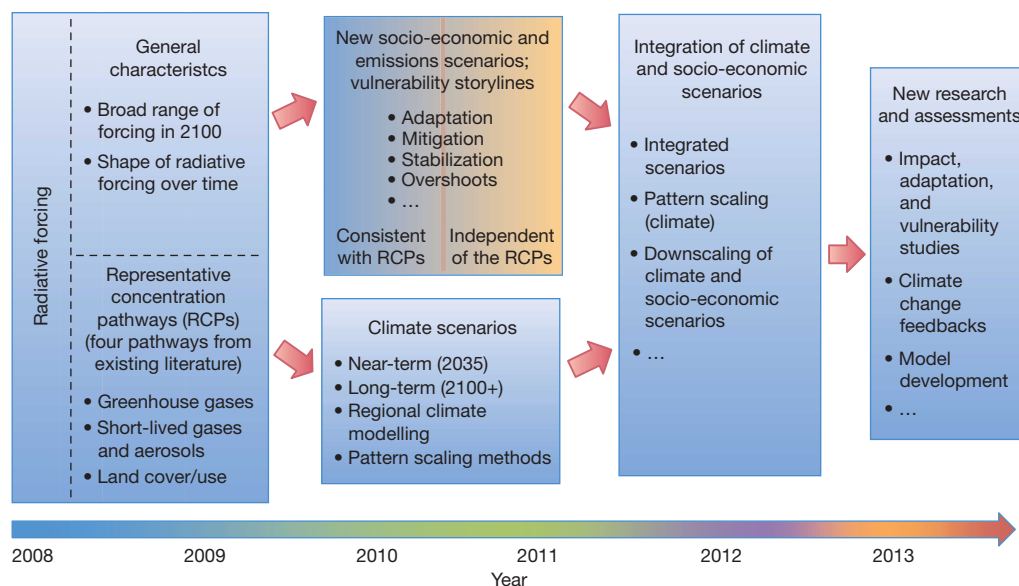 Radiative forcing
General
characteristcs
• Broad range of
forcing in 2100
• Shape of radiative
forcing over time
Representative
concentration
pathways (RCPs)
(four pathways from
existing literature)
• Greenhouse gases
• Short-lived gases
and aerosols
• Land cover/use
New socio-economic and
emissions scenarios;
vulnerability storylines
• Adaptation
• Mitigation
• Stabilization
• Overshoots
• ...
Consistent
with RCPs
Independent
of the RCPs
Climate scenarios
• Near-term (2035)
• Long-term (2100+)
• Regional climate
modelling
• Pattern scaling methods
Integration of climate
and socio-economic
scenarios
• Integrated
scenarios
• Pattern scaling
(climate)
• Downscaling of
climate and
socio-economic
scenarios
• ...
New research
and assessments
• Impact,
adaptation,
and
vulnerability
studies
• Climate
change
feedbacks
• Model
development
• ...
2008 2009 2010 2011 2012 2013
Year